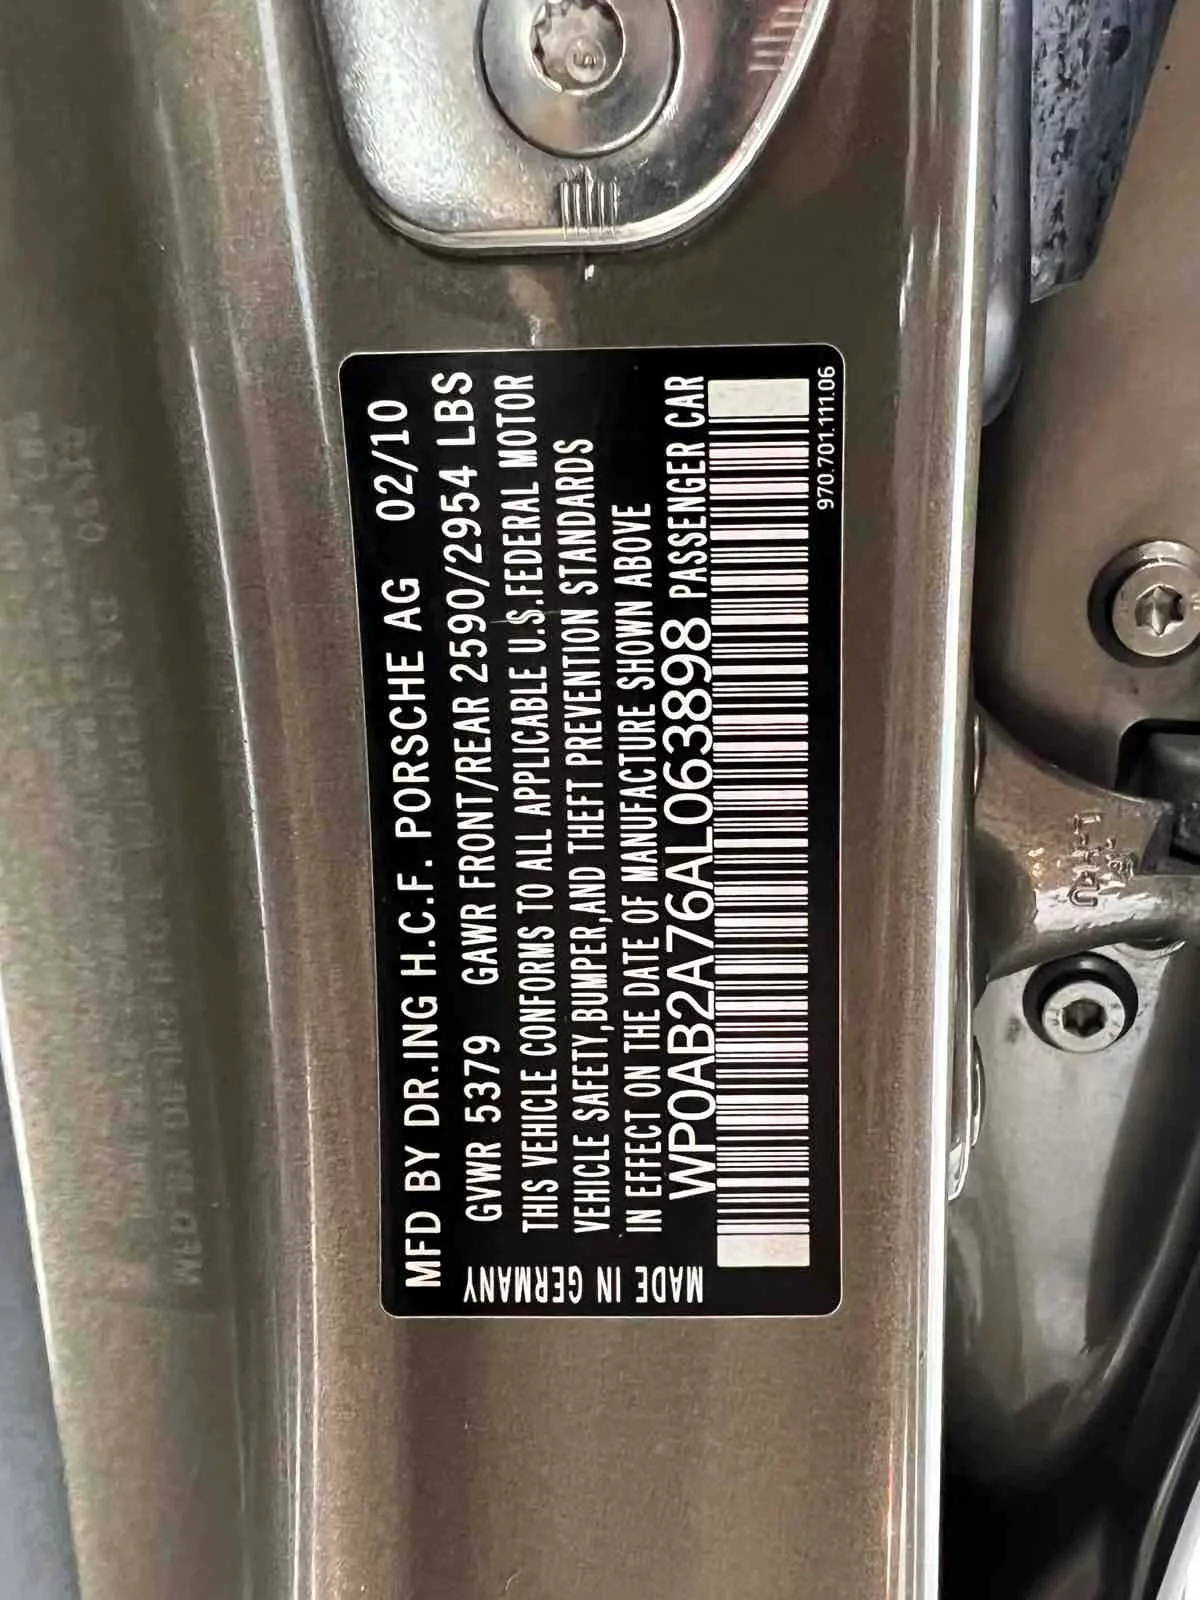 MFD BY DR.ING H.C.F. PORSCHE AG 02/10
GVWR 5379 GAWR FRONT/REAR 2590/2954 LBS
THIS VEHICLE CONFORMS TO ALL APPLICABLE U.S.FEDERAL MOTOR
VEHICLE SAFETY,BUMPER,AND THEFT PREVENTION STANDARDS
IN EFFECT ON THE DATE OF MANUFACTURE SHOWN ABOVE
WP0AB2A76AL063898 PASSENGER CAR
970.701.111.06
MADE IN GERMANY